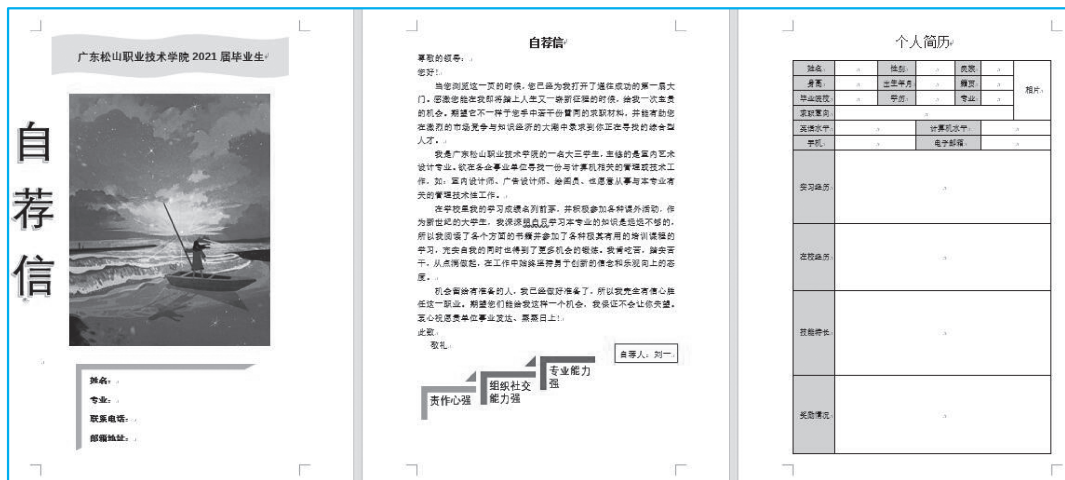 广东松山职业技术学院 2021 届毕业生
自荐信
姓名：
专业：
联系电话：
邮箱地址：
自荐信
尊敬的领导：
您好！
当您浏览这一页的时候，您已经为我打开了通往成功的第一扇大
门。感激您能在我即将踏上人生又一崭新征程的时候，给我一次宝贵
的机会。期望它不一样于您手中若干份雷同的求职材料，并能有助您
在激烈的市场竞争与知识经济的大潮中录求到你正在寻找的综合型
人才。
我是广东松山职业技术学院的一名大三学生，主修的是室内艺术
设计专业。欲在各企事业单位寻找一份与计算机相关的管理或技术工
作，如：室内设计师、广告设计师、绘图员、也愿意从事与本专业有
关的管理技术性工作。
在学校里我的学习成绩名列前茅，并积极参加各种课外活动，作
为新世纪的大学生，我深深明白只学习本专业的知识是远远不够的，
所以我阅读了各个方面的书籍并参加了各种极其有用的培训课程的
学习，充实自我的同时也得到了更多机会的锻炼。我肯吃苦，踏实苦
干，从点滴做起，在工作中始终坚持勇于创新的信念和乐观向上的态
度。
机会留给有准备的人，我已经做好准备了，所以我完全有信心胜
任这一职业。期望您们能给我这样一个机会，我保证不会让你失望。
衷心祝愿贵单位事业发达、蒸蒸日上！
此致
敬礼
自荐人：刘一
责作心强
组织社交
能力强
专业能力
强
个人简历
姓名 性别 民族 相片
身高 出生年月 籍贯
毕业院校 学历 专业
求职意向
英语水平 计算机水平
手机 电子邮箱
实习经历
在校经历
技能特长
奖励情况